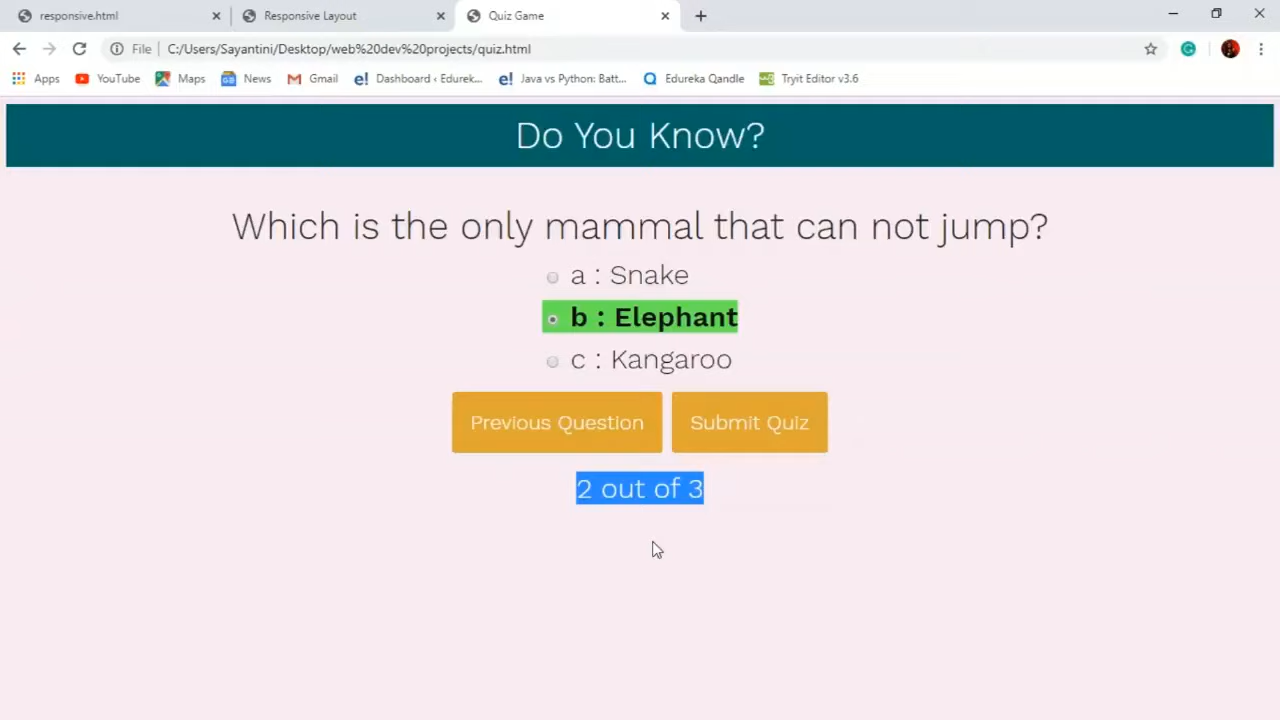 responsive.html
Responsive Layout
Quiz Game
File
C:/Users/Sayantini/Desktop/web%20dev%20projects/quiz.html
Apps
YouTube
Maps
News
Gmail
Dashboard ‹ Edurek...
Java vs Python: Batt...
Edureka Qandle
Tryit Editor v3.6
Do You Know?
Which is the only mammal that can not jump?
a : Snake
b : Elephant
c : Kangaroo
Previous Question
Submit Quiz
2 out of 3